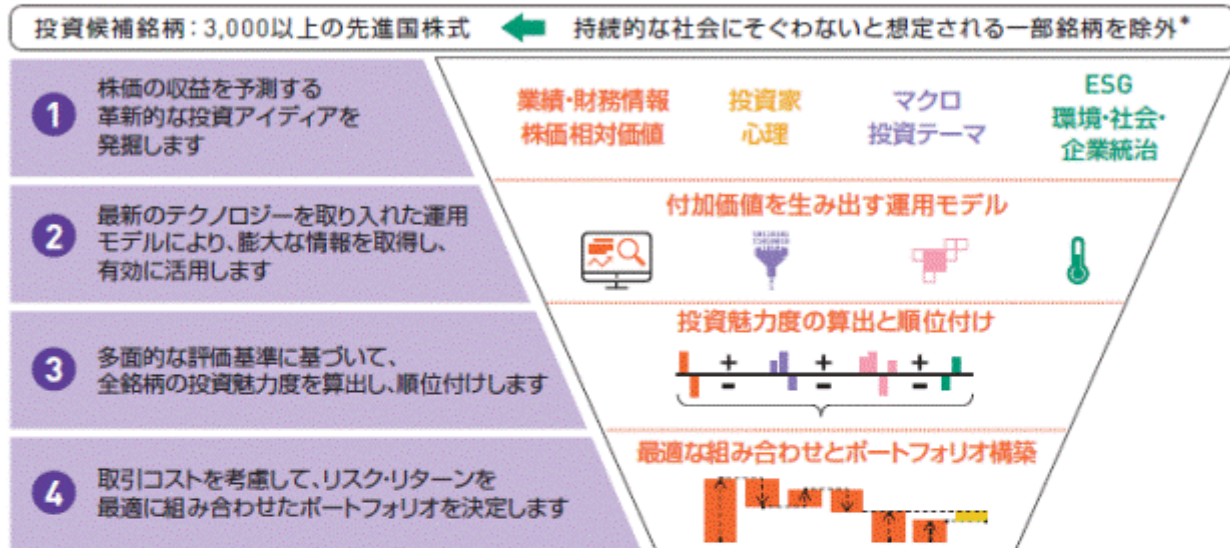 投資候補銘柄：3,000以上の先進国株式
持続的な社会にそぐわないと想定される一部銘柄を除外*
1
株価の収益を予測する
革新的な投資アイディアを
発掘します
業績・財務情報
株価相対価値
投資家
心理
マクロ
投資テーマ
ESG
環境・社会・
企業統治
2
最新のテクノロジーを取り入れた運用
モデルにより、膨大な情報を取得し、
有効に活用します
付加価値を生み出す運用モデル
3
多面的な評価基準に基づいて、
全銘柄の投資魅力度を算出し、順位付けします
投資魅力度の算出と順位付け
+ + +
− − −
4
取引コストを考慮して、リスク・リターンを
最適に組み合わせたポートフォリオを決定します
最適な組み合わせとポートフォリオ構築